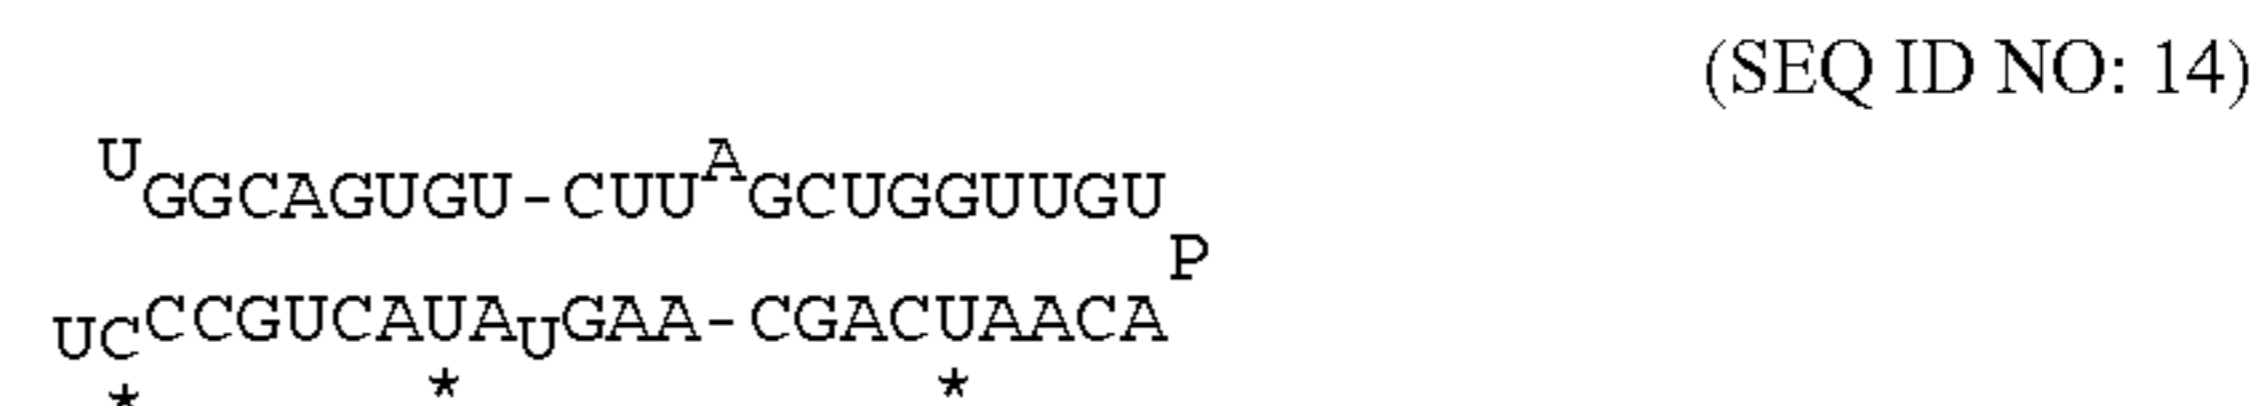 (SEQ ID NO: 14)
UGGCAGUGU-CUUAGCUGGUUGU
P
UCCCGUCAUAUGAA-CGACUAACA
* * *